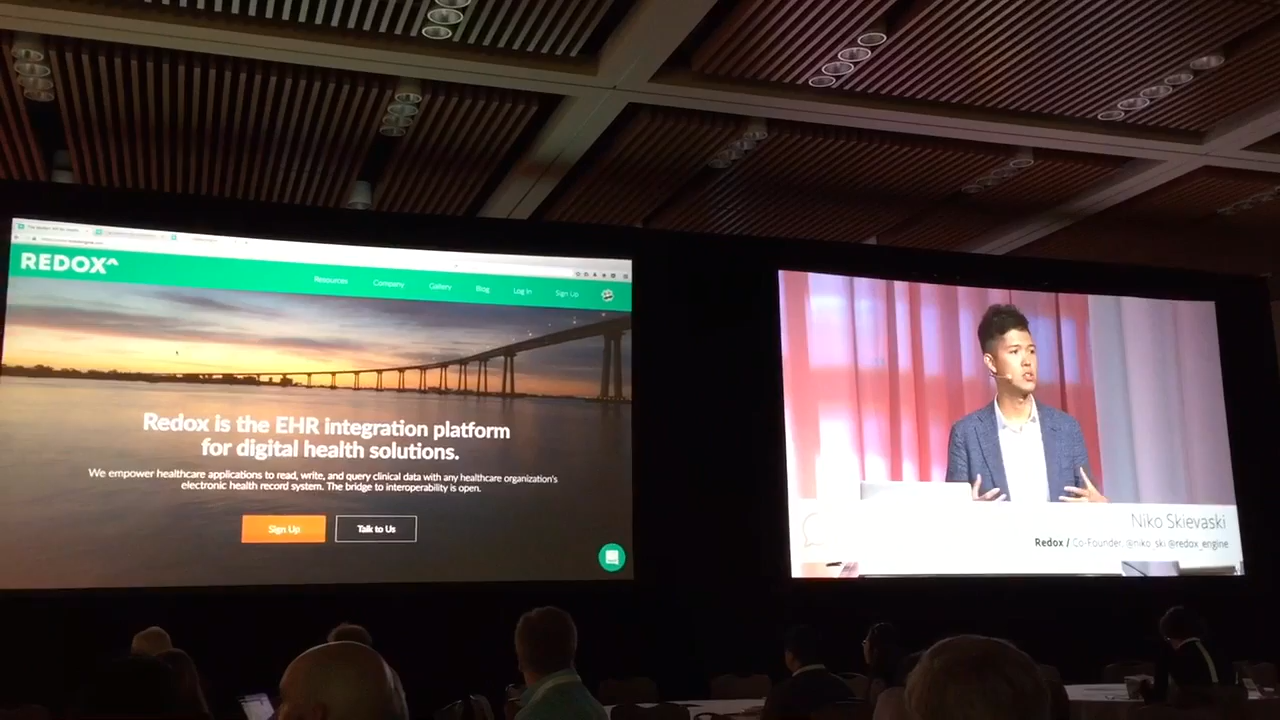 REDOX^
Resources Company Gallery Blog Log In Sign Up
Redox is the EHR integration platform
for digital health solutions.
We empower healthcare applications to read, write, and query clinical data with any healthcare organization's
electronic health record system. The bridge to interoperability is open.
Sign Up Talk to Us
Niko Skievaski
Redox / Co-Founder, @niko_ski @redox_engine